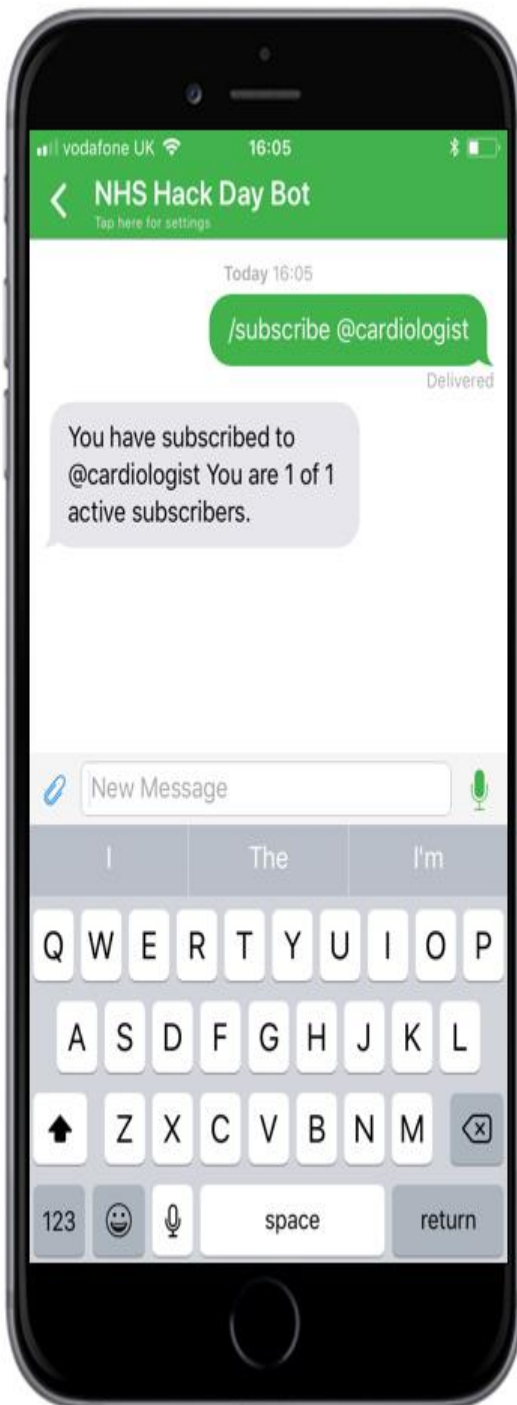 vodafone UK 16:05
NHS Hack Day Bot
Tap here for settings
Today 16:05
/subscribe @cardiologist
Delivered
You have subscribed to
@cardiologist You are 1 of 1
active subscribers.
New Message
I The I'm
Q W E R T Y U I O P
A S D F G H J K L
Z X C V B N M
123 space return